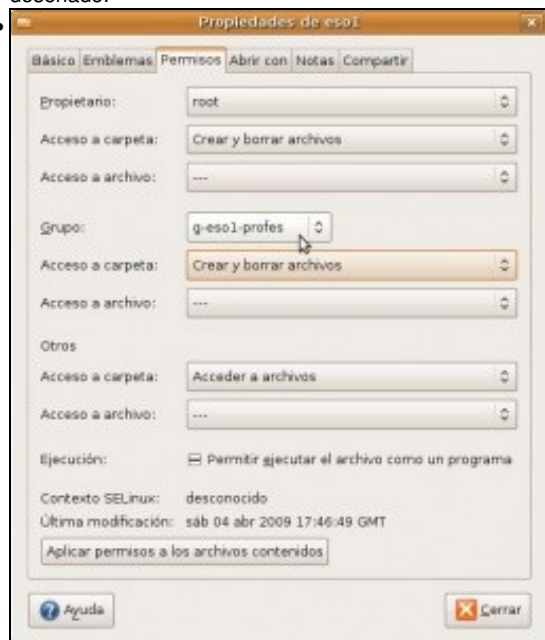 Propiedades de eso1
Básico Emblemas Permisos Abrir con Notas Compartir
Propietario: root
Acceso a carpeta: Crear y borrar archivos
Acceso a archivo: ---
Grupo: g-eso1-profes
Acceso a carpeta: Crear y borrar archivos
Acceso a archivo: ---
Otros
Acceso a carpeta: Acceder a archivos
Acceso a archivo: ---
Ejecución: Permitir ejecutar el archivo como un programa
Contexto SELinux: desconocido
Última modificación: sáb 04 abr 2009 17:46:49 GMT
Aplicar permisos a los archivos contenidos
Ayuda Cerrar